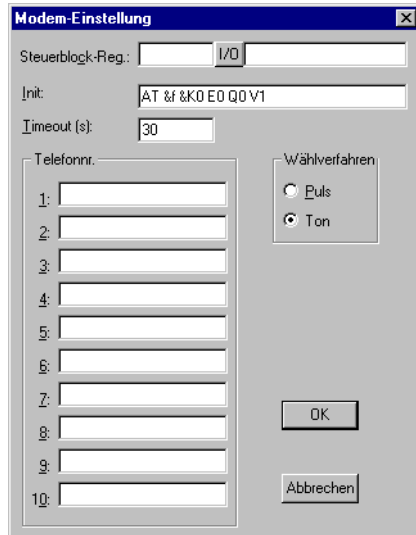 Modem-Einstellung
Steuerblock-Reg.: I/O
Init: AT &f &K0 E0 Q0 V1
Timeout (s): 30
Telefonnr. Wählverfahren
1: Puls
2: Ton
3:
4:
5:
6:
7:
8: OK
9:
10: Abbrechen